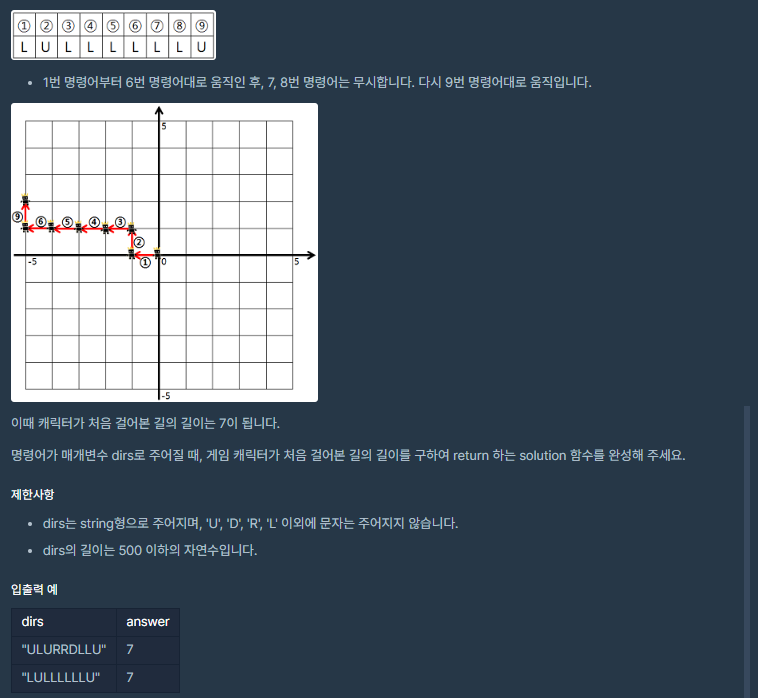 ① ② ③ ④ ⑤ ⑥ ⑦ ⑧ ⑨
L U L L L L L L U
• 1번 명령어부터 6번 명령어대로 움직인 후, 7, 8번 명령어는 무시합니다. 다시 9번 명령어대로 움직입니다.
5
⑨ ⑥ ⑤ ④ ③
②
-5 ① 0 5
-5
이때 캐릭터가 처음 걸어본 길의 길이는 7이 됩니다.
명령어가 매개변수 dirs로 주어질 때, 게임 캐릭터가 처음 걸어본 길의 길이를 구하여 return 하는 solution 함수를 완성해 주세요.
제한사항
• dirs는 string형으로 주어지며, 'U', 'D', 'R', 'L' 이외에 문자는 주어지지 않습니다.
• dirs의 길이는 500 이하의 자연수입니다.
입출력 예
dirs answer
"ULURRDLLU" 7
"LULLLLLLU" 7